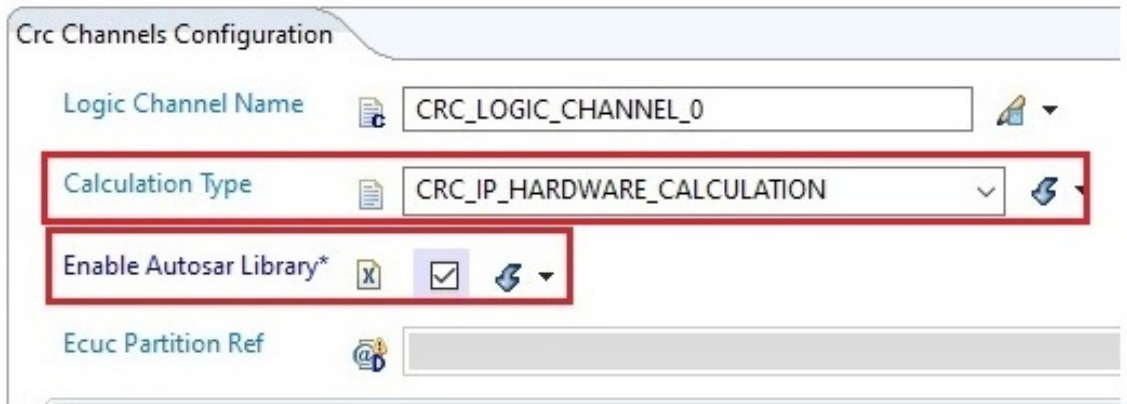 Crc Channels Configuration
Logic Channel Name CRC_LOGIC_CHANNEL_0
Calculation Type CRC_IP_HARDWARE_CALCULATION
Enable Autosar Library*
Ecuc Partition Ref